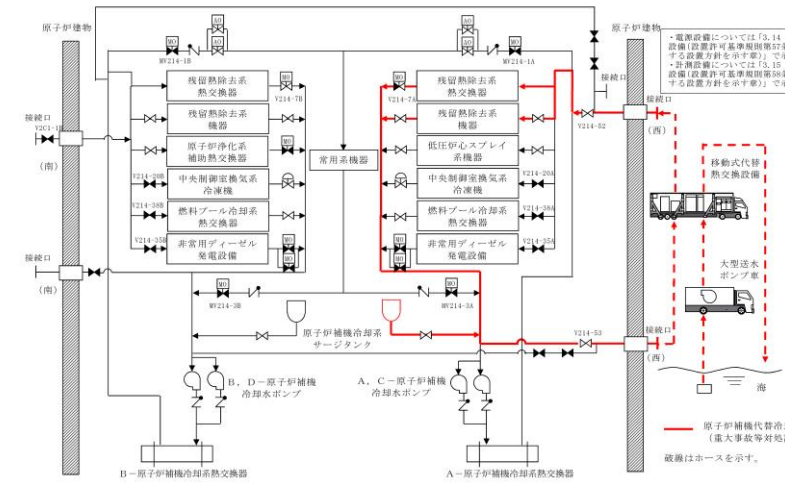 原子炉建物
原子炉建物
・電源設備については「3.14
設備(設置許可基準規則第57条
する設置方針を示す章)」で示
・計測設備については「3.15
設備(設置許可基準規則第58条
する設置方針を示す章)」で示
AO
AO
AO
AO
MO
MO
MV214-1B
MV214-1A
接続口
残留熱除去系
熱交換器
MO
V214-7B
残留熱除去系
機器
原子炉浄化系
補助熱交換器
MO
中央制御室換気系
冷凍機
燃料プール冷却系
熱交換器
非常用ディーゼル
発電設備
MO
MO
V214-20B
V214-38B
V214-35B
常用系機器
MO
V214-7A
残留熱除去系
熱交換器
残留熱除去系
機器
低圧炉心スプレイ
系機器
中央制御室換気系
冷凍機
燃料プール冷却系
熱交換器
非常用ディーゼル
発電設備
MO
MO
V214-20A
V214-38A
V214-35A
V214-52
接続口
(西)
接続口
(南)
接続口
(南)
移動式代替
熱交換設備
大型送水
ポンプ車
海
MO
MV214-3B
MO
MV214-3A
原子炉補機冷却系
サージタンク
V214-53
接続口
(西)
B,D-原子炉補機
冷却水ポンプ
A,C-原子炉補機
冷却水ポンプ
B-原子炉補機冷却系熱交換器
A-原子炉補機冷却系熱交換器
原子炉補機代替冷
(重大事故等対処
破線はホースを示す。